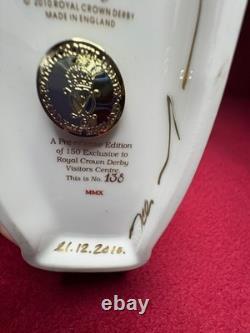 © 2010 ROYAL CROWN DERBY
MADE IN ENGLAND
A Pre-release Edition
of 150 Exclusive to
Royal Crown Derby
Visitors Centre.
This is No. 138
MMX
21.12.2010.